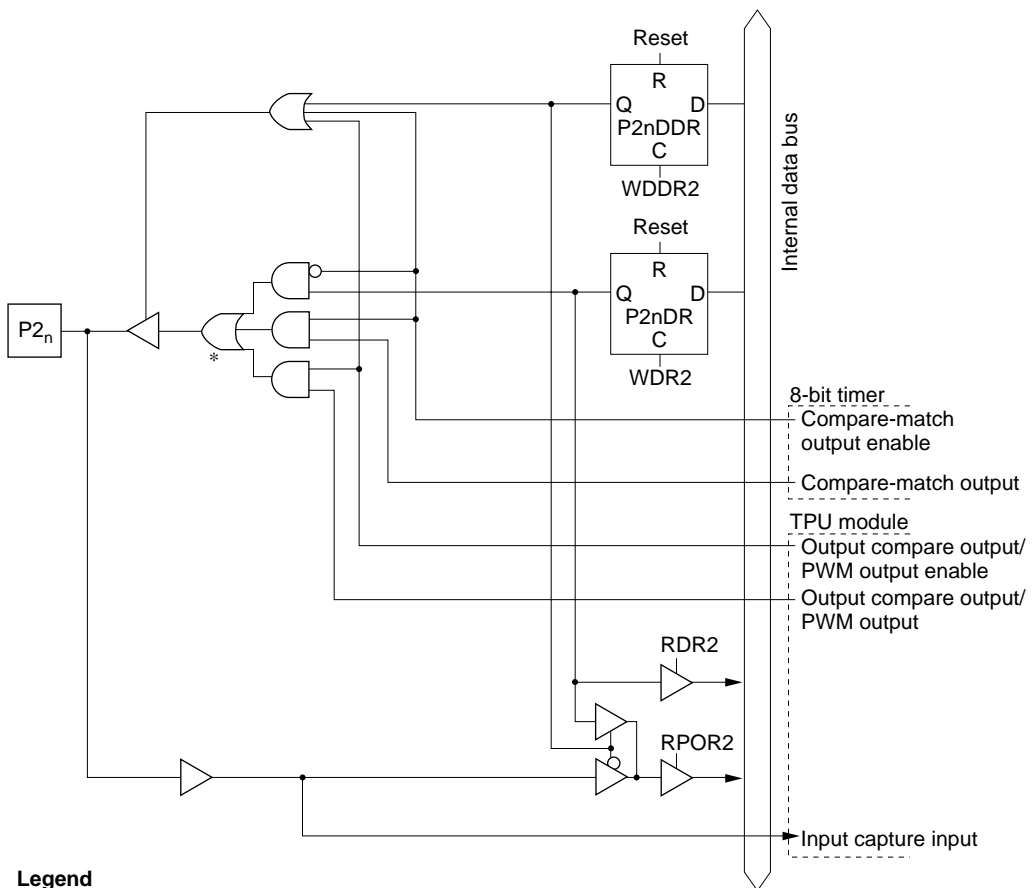 Reset
R
Q
D
P2nDDR
C
WDDR2
Internal data bus
Reset
R
Q
D
P2nDR
C
WDR2
P2n
*
8-bit timer
Compare-match
output enable
Compare-match output
TPU module
Output compare output/
PWM output enable
Output compare output/
PWM output
RDR2
RPOR2
Input capture input
Legend